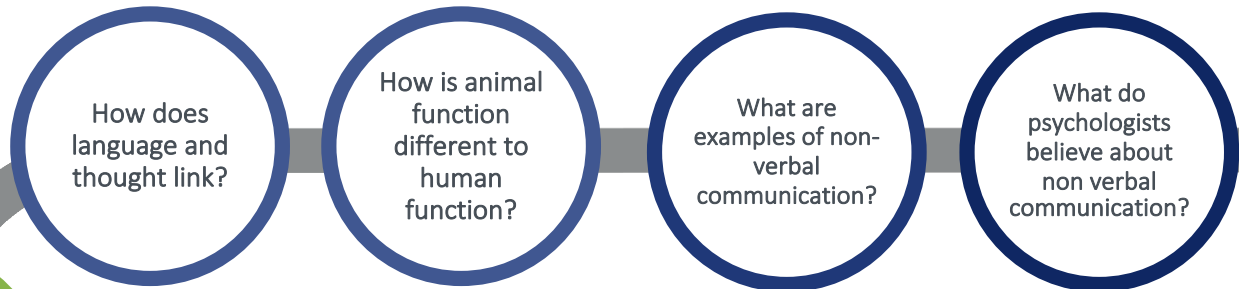 How does
language and
thought link?
How is animal
function
different to
human
function?
What are
examples of non-
verbal
communication?
What do
psychologists
believe about
non verbal
communication?